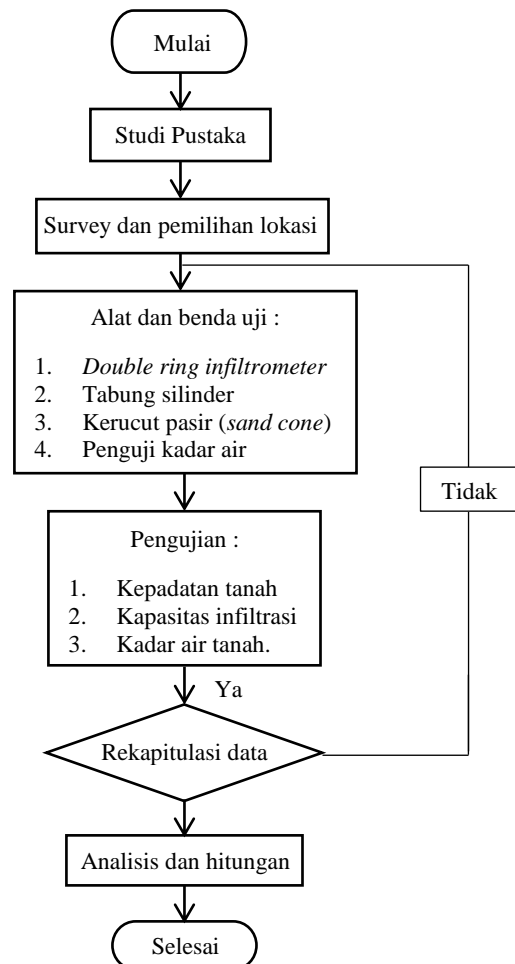 Mulai
Studi Pustaka
Survey dan pemilihan lokasi
Alat dan benda uji :
1. Double ring infiltrometer
2. Tabung silinder
3. Kerucut pasir (sand cone)
4. Penguji kadar air
Tidak
Pengujian :
1. Kepadatan tanah
2. Kapasitas infiltrasi
3. Kadar air tanah.
Ya
Rekapitulasi data
Analisis dan hitungan
Selesai